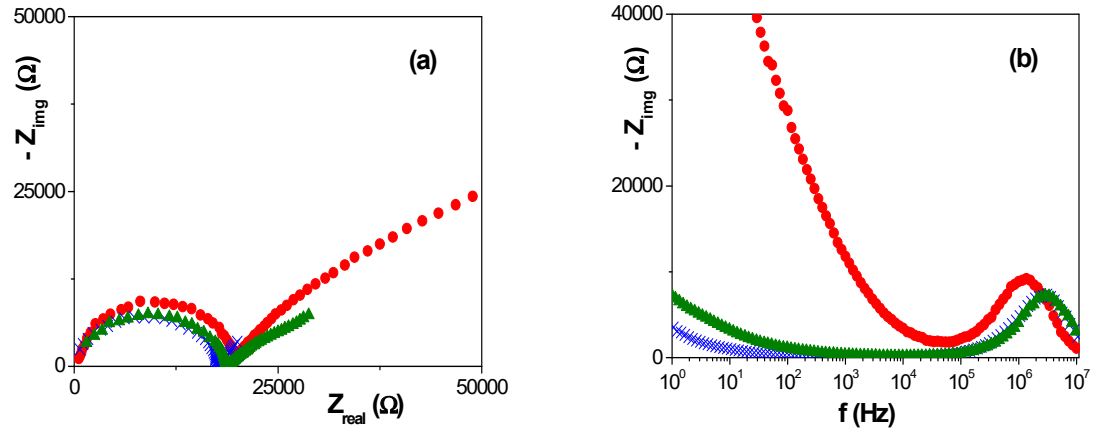 50000
(a)
- Z_img (Ω)
25000
0
0
25000
50000
Z_real (Ω)
40000
(b)
- Z_img (Ω)
20000
0
10^0
10^1
10^2
10^3
10^4
10^5
10^6
10^7
f (Hz)